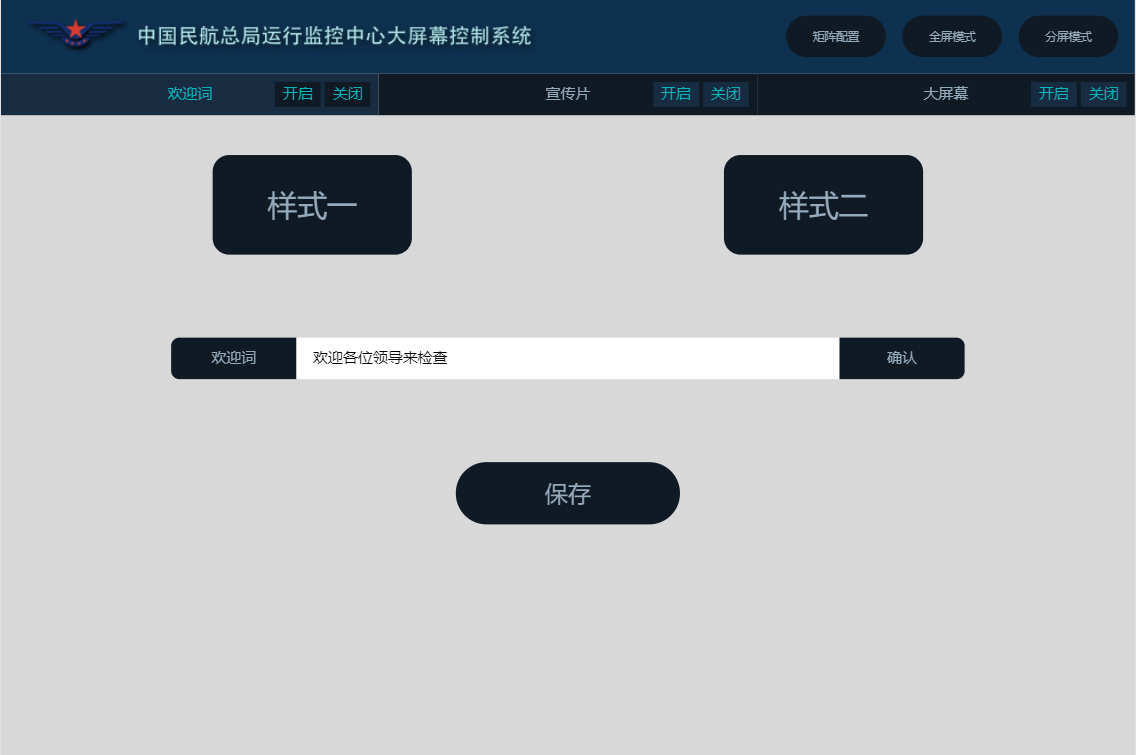 中国民航总局运行监控中心大屏幕控制系统
矩阵配置 全屏模式 分屏模式
欢迎词 开启 关闭 宣传片 开启 关闭 大屏幕 开启 关闭
样式一 样式二
欢迎词 欢迎各位领导来检查 确认
保存